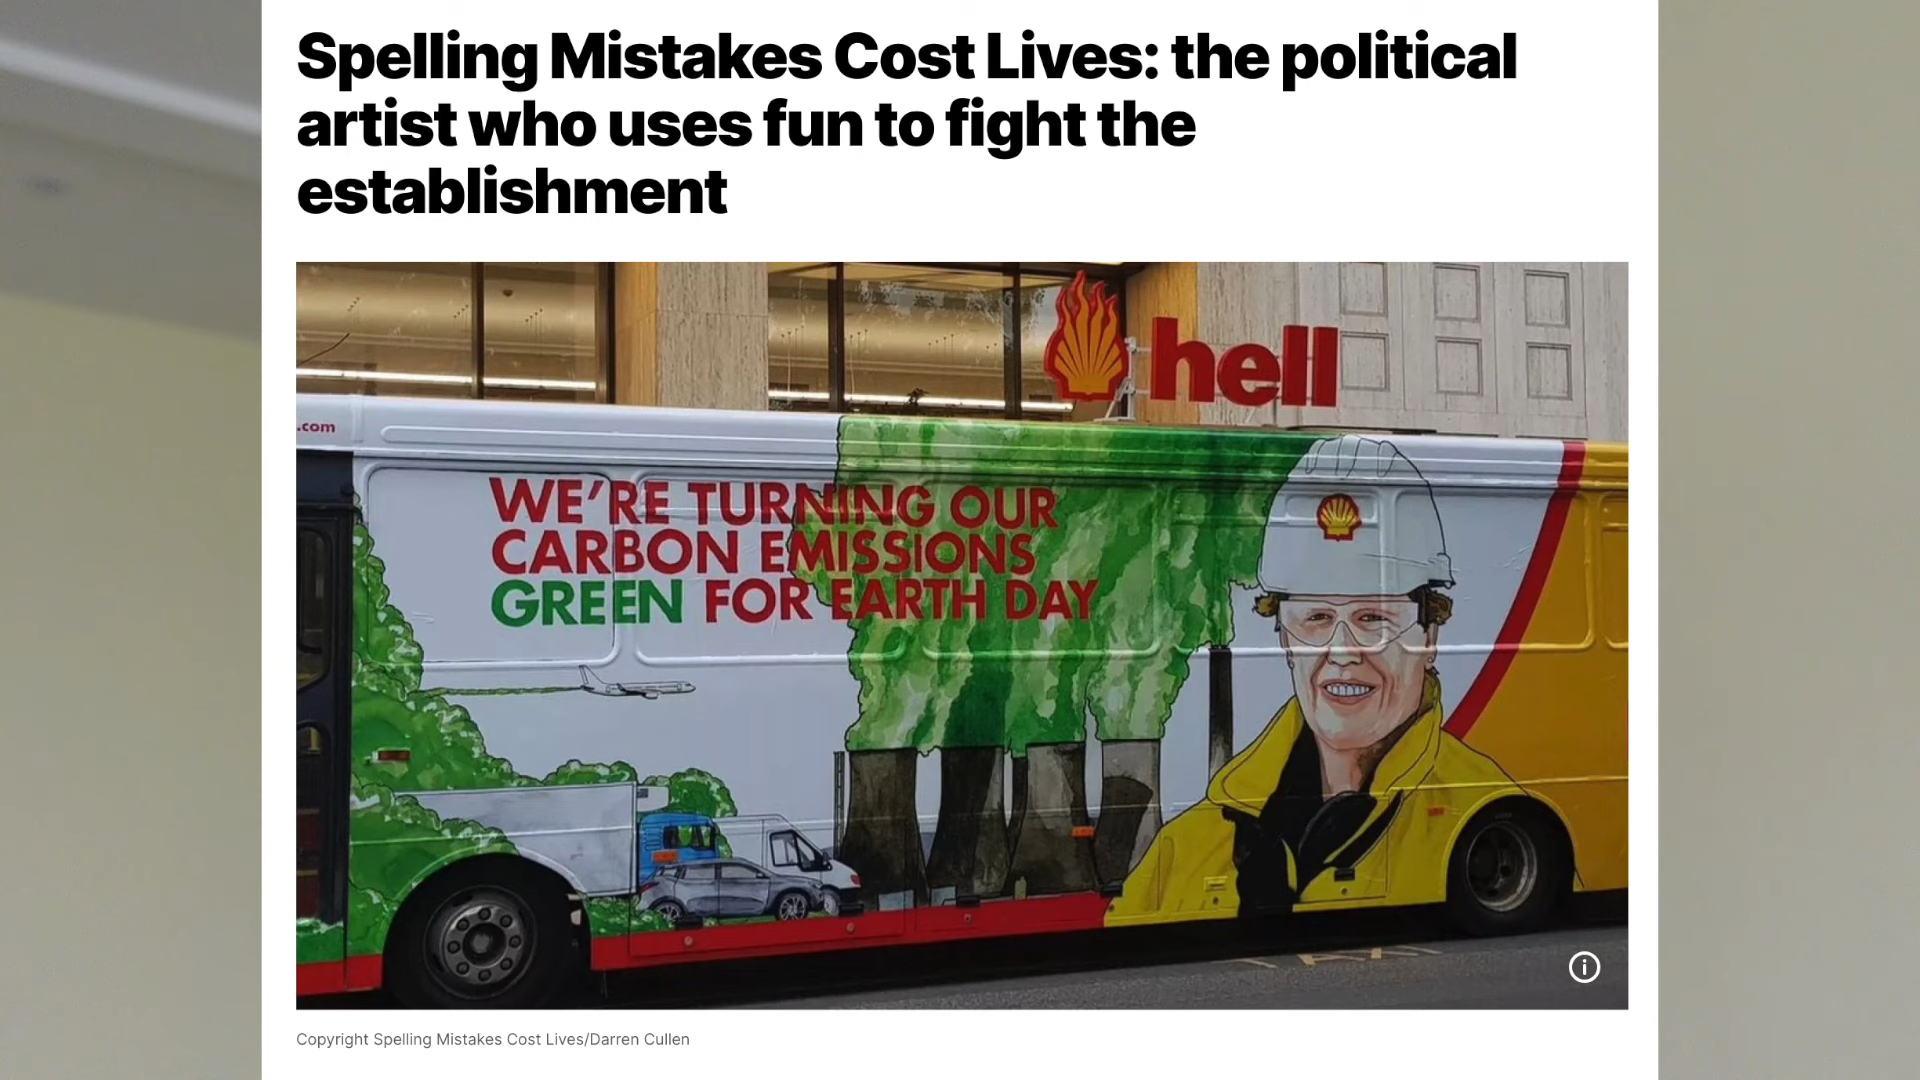 Spelling Mistakes Cost Lives: the political
artist who uses fun to fight the
establishment
hell
.com
WE'RE TURNING OUR
CARBON EMISSIONS
GREEN FOR EARTH DAY
Copyright Spelling Mistakes Cost Lives/Darren Cullen